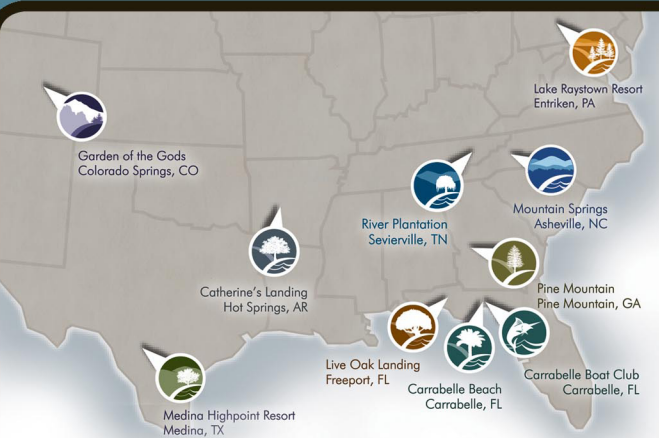 Lake Raystown Resort
Entriken, PA
Garden of the Gods
Colorado Springs, CO
River Plantation
Sevierville, TN
Mountain Springs
Asheville, NC
Catherine's Landing
Hot Springs, AR
Pine Mountain
Pine Mountain, GA
Live Oak Landing
Freeport, FL
Carrabelle Beach
Carrabelle, FL
Carrabelle Boat Club
Carrabelle, FL
Medina Highpoint Resort
Medina, TX